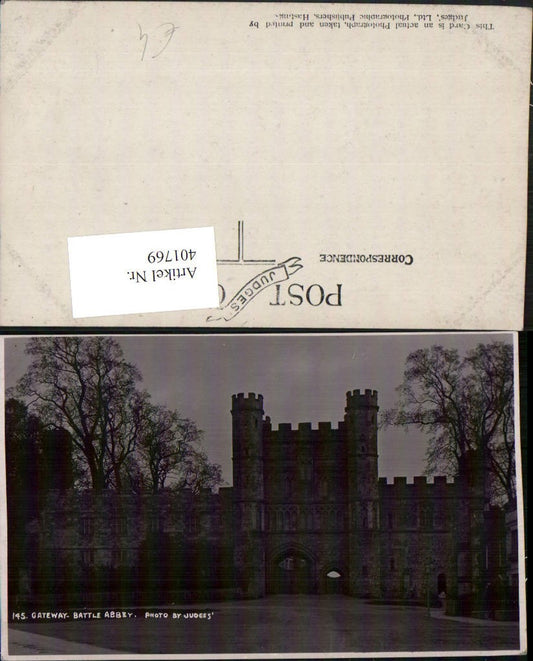 This Card is an actual Photograph, taken and printed by
Judges', Ltd., Photographic Publishers, Hastings.
Artikel Nr.
401769
CORRESPONDENCE
POST
JUDGES
145. GATEWAY. BATTLE ABBEY. PHOTO BY JUDGES'